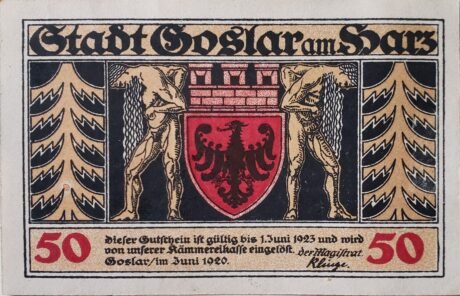 Stadt Goslar am Harz
50
dieser Gutschein ist gültig bis 1. Juni 1923 und wird
von unserer Kämmereikasse eingelöst.
Goslar/im Juni 1920.
der Magistrat
Klinge.
50